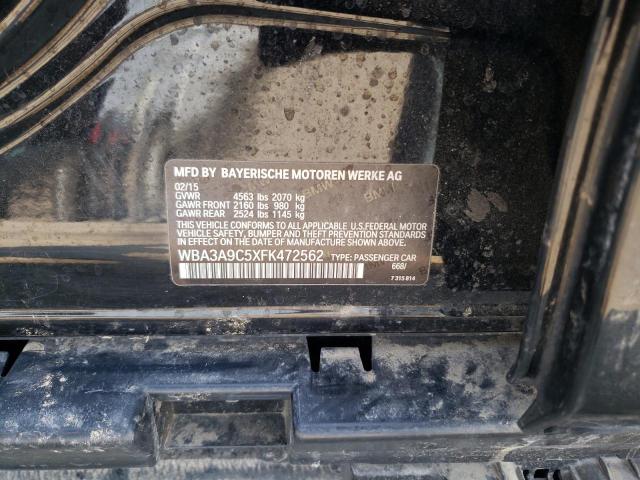 MFD BY BAYERISCHE MOTOREN WERKE AG
02/15
GVWR 4563 lbs 2070 kg
GAWR FRONT 2160 lbs 980 kg
GAWR REAR 2524 lbs 1145 kg
THIS VEHICLE CONFORMS TO ALL APPLICABLE U.S.FEDERAL MOTOR
VEHICLE SAFETY, BUMPER AND THEFT PREVENTION STANDARDS
IN EFFECT ON THE DATE OF MANUFACTURE SHOWN ABOVE.
WBA3A9C5XFK472562 TYPE: PASSENGER CAR
668/
7 315 814